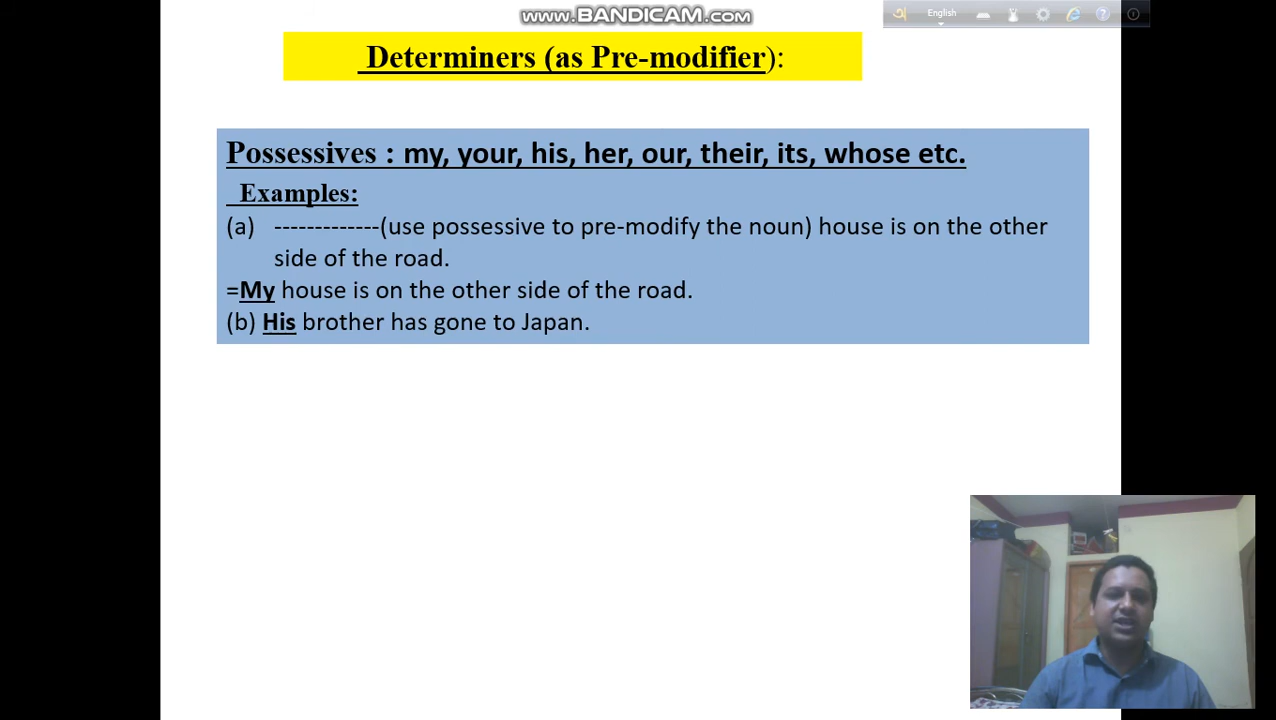 www.BANDICAM.com
English
Determiners (as Pre-modifier):
Possessives : my, your, his, her, our, their, its, whose etc.
Examples:
(a) -------------(use possessive to pre-modify the noun) house is on the other
side of the road.
=My house is on the other side of the road.
(b) His brother has gone to Japan.